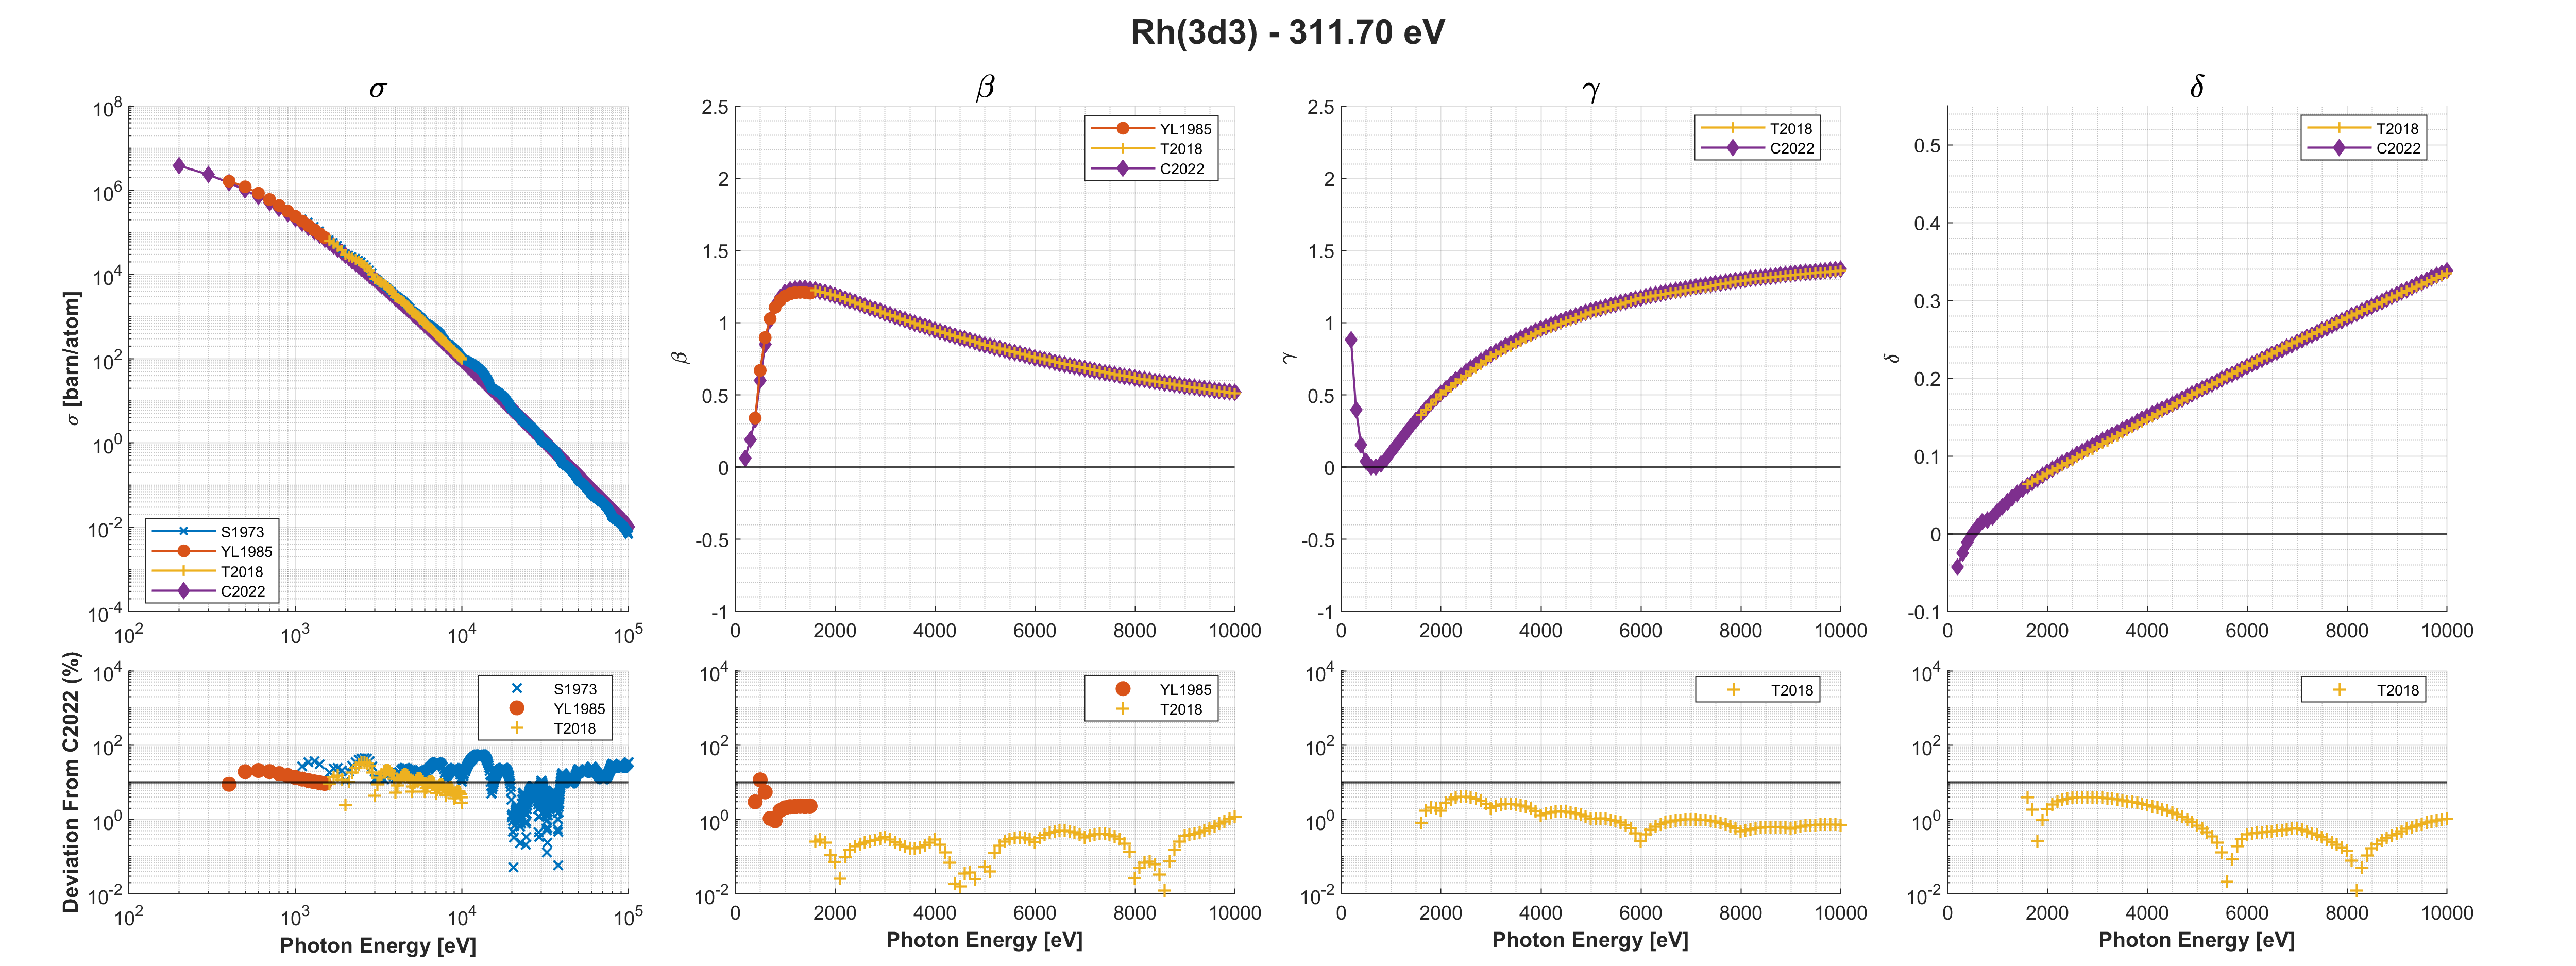 Rh(3d3) - 311.70 eV
σ
β
γ
δ
σ [barn/atom]
10^8
10^6
10^4
10^2
10^0
10^-2
10^-4
10^2 10^3 10^4 10^5
S1973
YL1985
T2018
C2022
β
2.5
2
1.5
1
0.5
0
-0.5
-1
0 2000 4000 6000 8000 10000
YL1985
T2018
C2022
γ
2.5
2
1.5
1
0.5
0
-0.5
-1
0 2000 4000 6000 8000 10000
T2018
C2022
δ
0.5
0.4
0.3
0.2
0.1
0
-0.1
0 2000 4000 6000 8000 10000
T2018
C2022
Deviation From C2022 (%)
10^4
10^2
10^0
10^-2
10^2 10^3 10^4 10^5
Photon Energy [eV]
S1973
YL1985
T2018
10^4
10^2
10^0
10^-2
0 2000 4000 6000 8000 10000
Photon Energy [eV]
YL1985
T2018
10^4
10^2
10^0
10^-2
0 2000 4000 6000 8000 10000
Photon Energy [eV]
T2018
10^4
10^2
10^0
10^-2
0 2000 4000 6000 8000 10000
Photon Energy [eV]
T2018